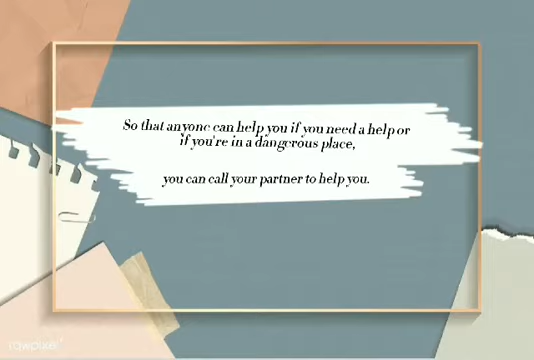 So that anyone can help you if you need a help or
if you're in a dangerous place,
you can call your partner to help you.
rawpixel